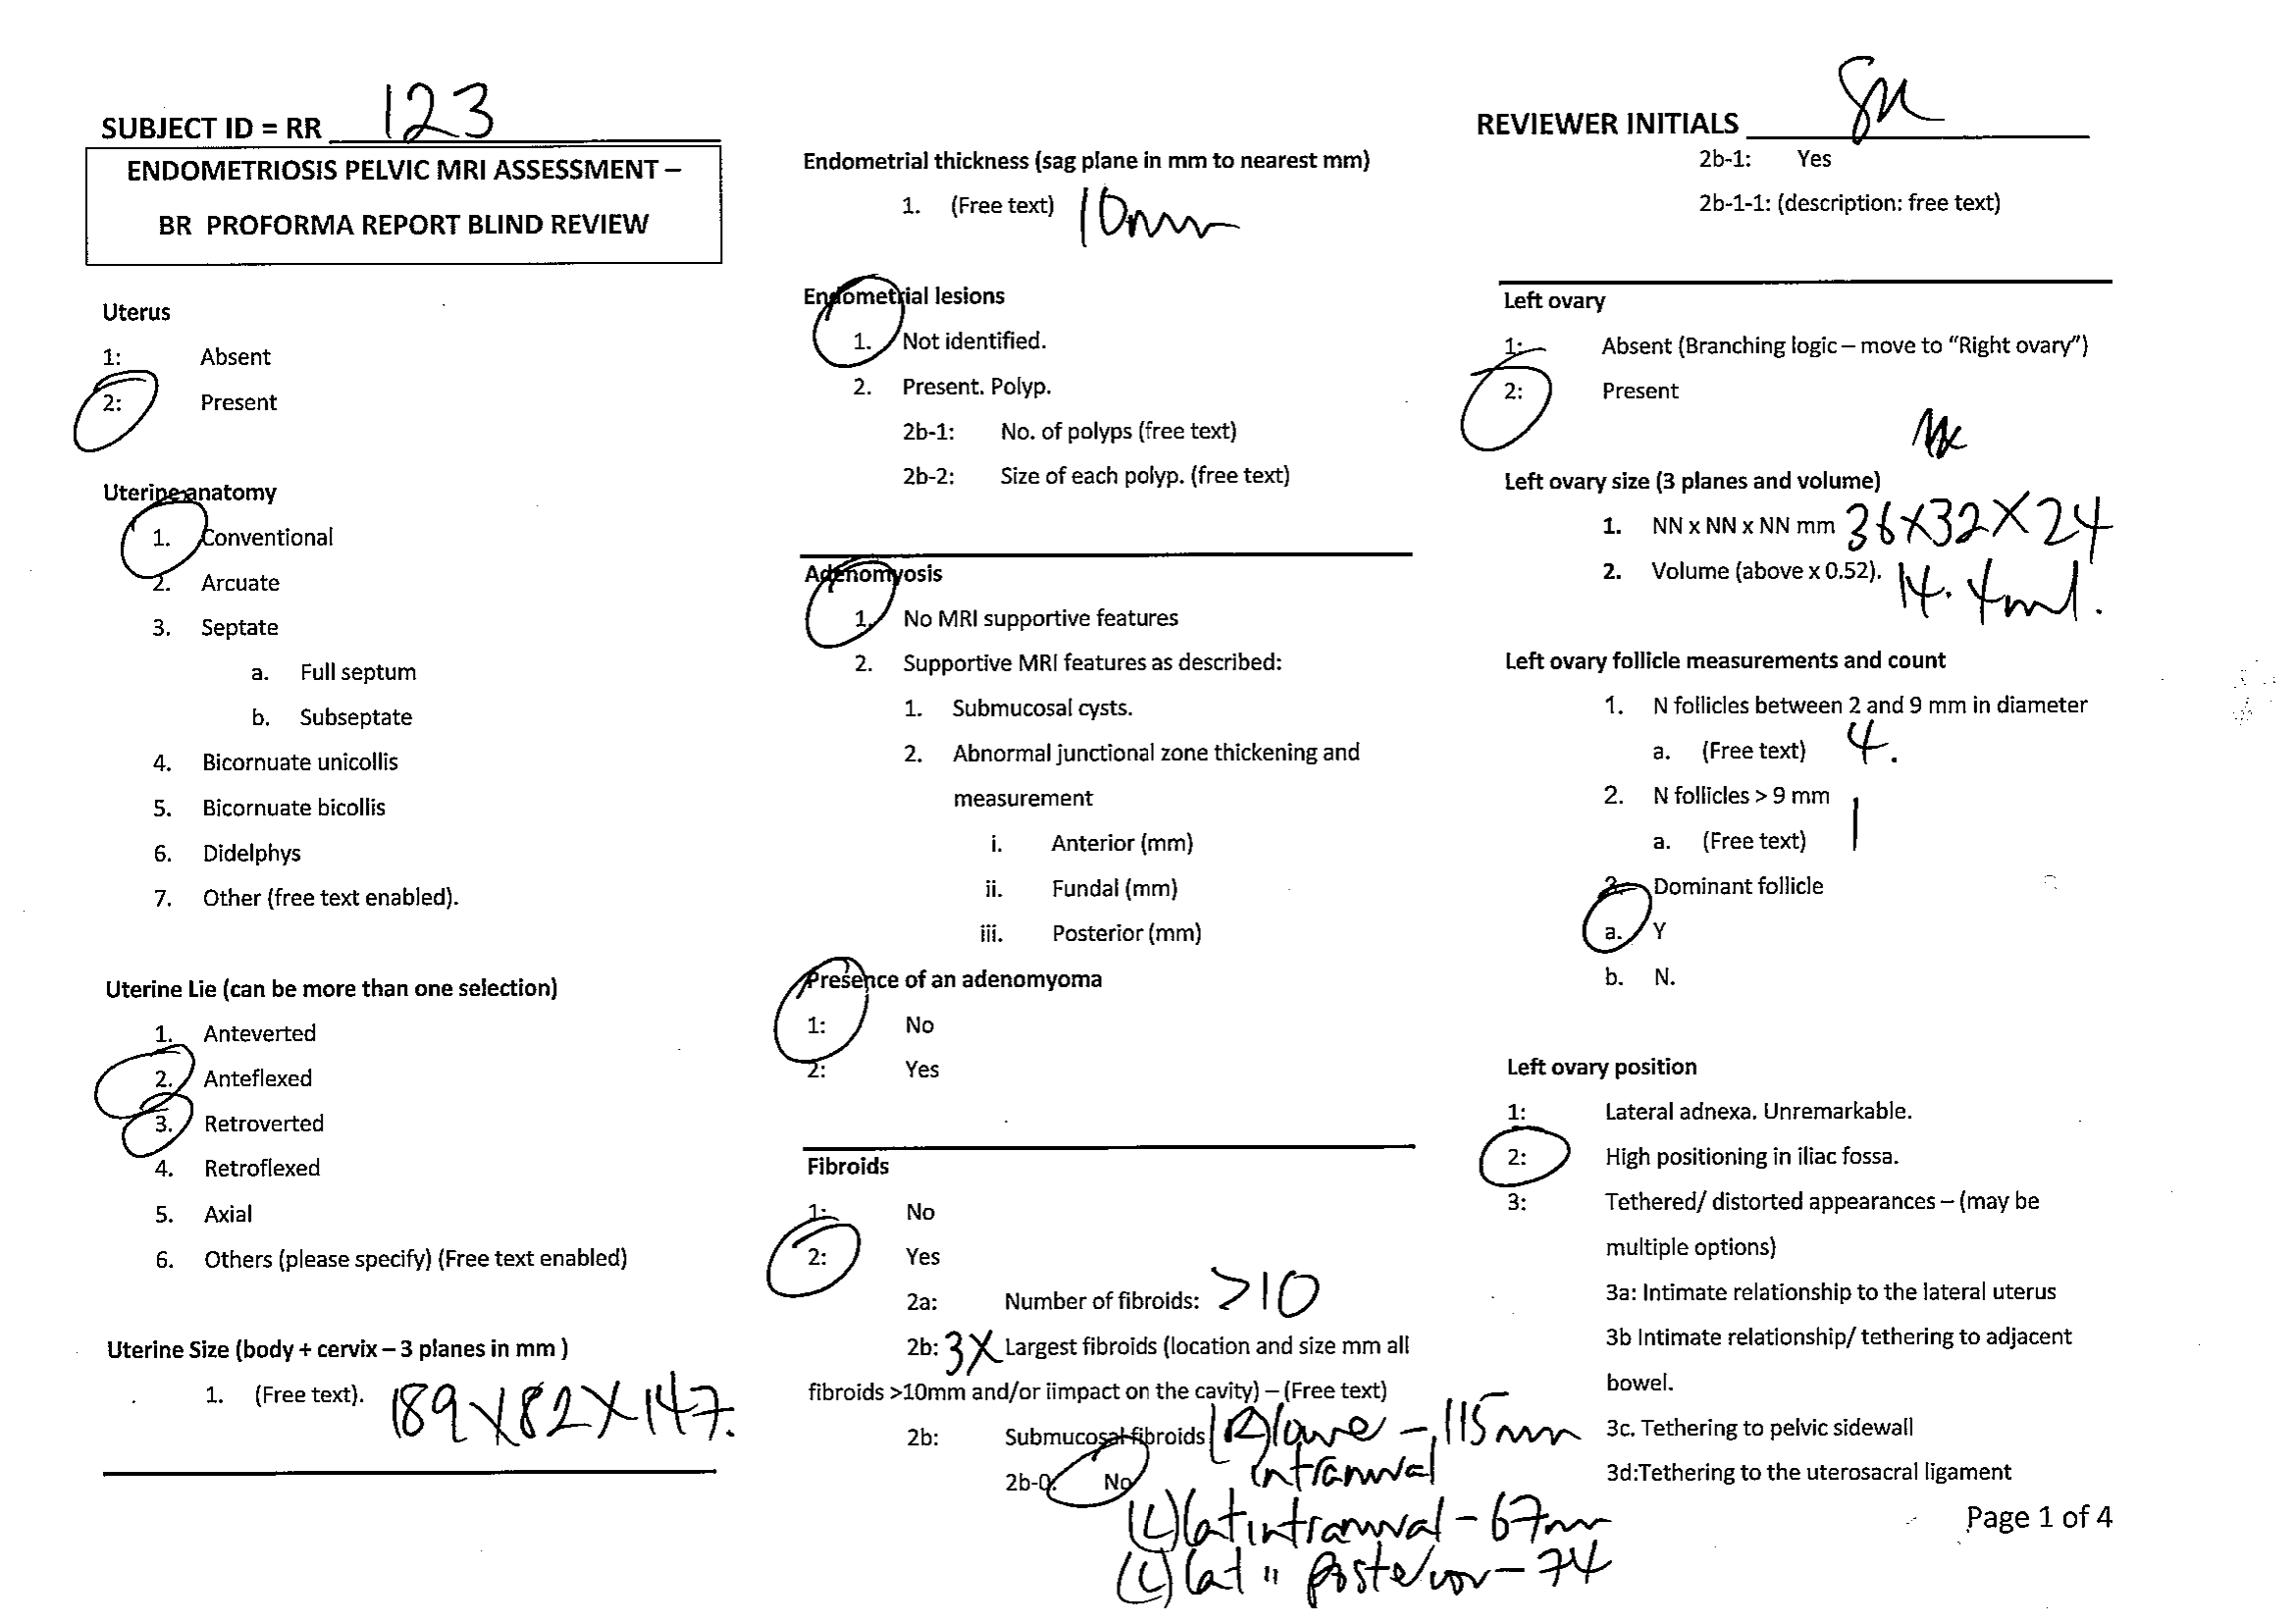 SUBJECT ID = RR 123
ENDOMETRIOSIS PELVIC MRI ASSESSMENT –
BR PROFORMA REPORT BLIND REVIEW
Uterus
1: Absent
2: Present
Uterine anatomy
1. Conventional
2. Arcuate
3. Septate
a. Full septum
b. Subseptate
4. Bicornuate unicollis
5. Bicornuate bicollis
6. Didelphys
7. Other (free text enabled).
Uterine Lie (can be more than one selection)
1. Anteverted
2. Anteflexed
3. Retroverted
4. Retroflexed
5. Axial
6. Others (please specify) (Free text enabled)
Uterine Size (body + cervix – 3 planes in mm )
1. (Free text). 189 X 82 X 147.
Endometrial thickness (sag plane in mm to nearest mm)
1. (Free text) 10mm
Endometrial lesions
1. Not identified.
2. Present. Polyp.
2b-1: No. of polyps (free text)
2b-2: Size of each polyp. (free text)
Adenomyosis
1. No MRI supportive features
2. Supportive MRI features as described:
1. Submucosal cysts.
2. Abnormal junctional zone thickening and
measurement
i. Anterior (mm)
ii. Fundal (mm)
iii. Posterior (mm)
Presence of an adenomyoma
1: No
2: Yes
Fibroids
1: No
2: Yes
2a: Number of fibroids: >10
2b: 3X Largest fibroids (location and size mm all
fibroids >10mm and/or iimpact on the cavity) – (Free text)
2b: Submucosal fibroids (R) – 115mm
2b-0. No intramural
(L) lat intramural – 67mm
(L) lat " posterior – 74
REVIEWER INITIALS
2b-1: Yes
2b-1-1: (description: free text)
Left ovary
1: Absent (Branching logic – move to “Right ovary”)
2: Present
Left ovary size (3 planes and volume)
1. NN x NN x NN mm 36X32X24
2. Volume (above x 0.52). 14.4ml.
Left ovary follicle measurements and count
1. N follicles between 2 and 9 mm in diameter
a. (Free text) 4.
2. N follicles > 9 mm
a. (Free text) 1
3. Dominant follicle
a. Y
b. N.
Left ovary position
1: Lateral adnexa. Unremarkable.
2: High positioning in iliac fossa.
3: Tethered/ distorted appearances – (may be
multiple options)
3a: Intimate relationship to the lateral uterus
3b Intimate relationship/ tethering to adjacent
bowel.
3c. Tethering to pelvic sidewall
3d:Tethering to the uterosacral ligament
Page 1 of 4